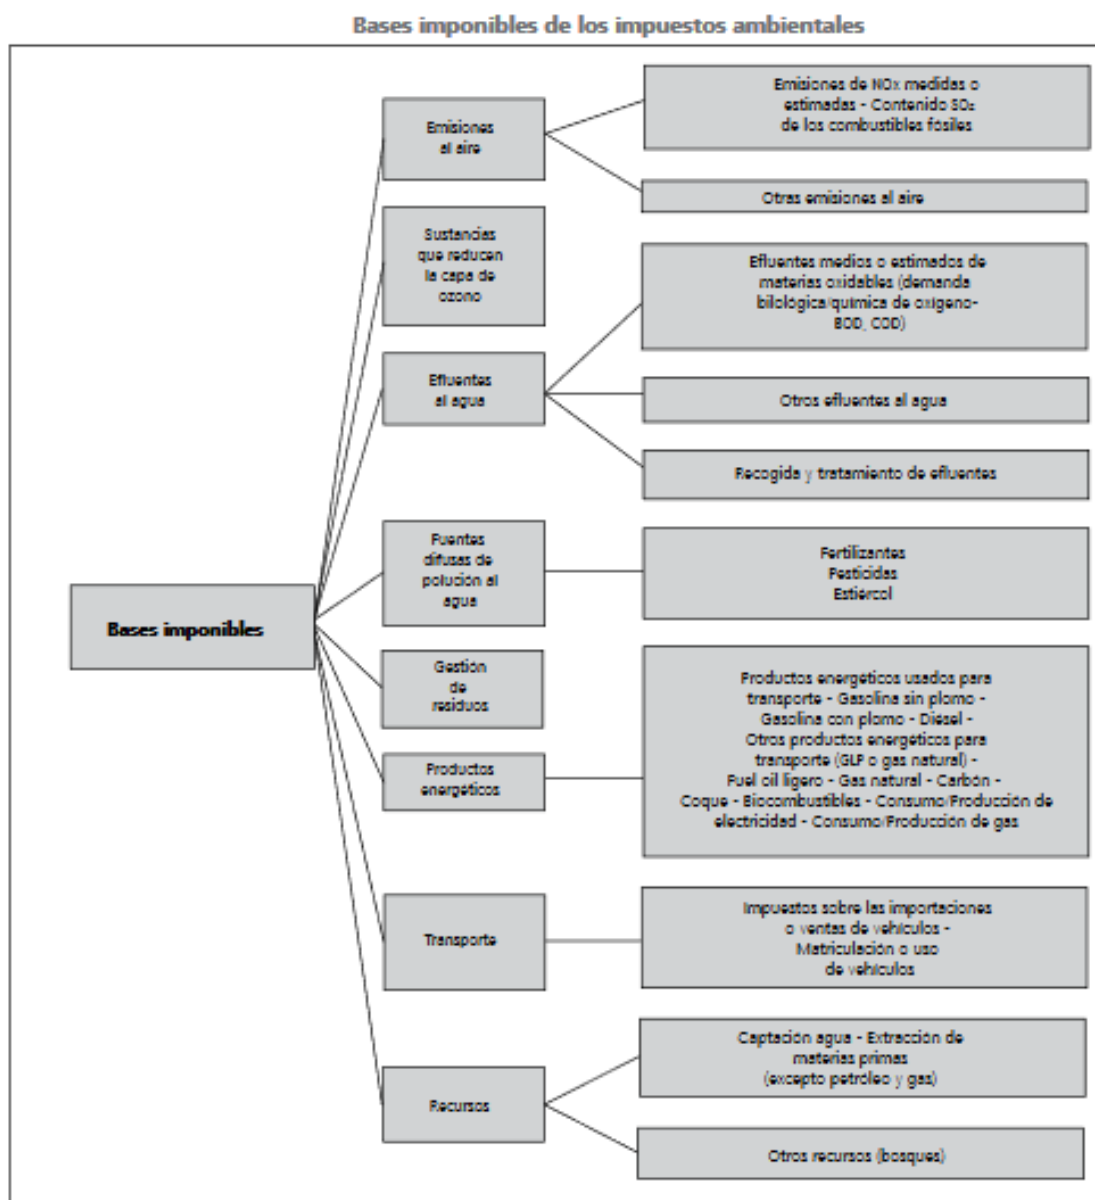 Bases imponibles de los impuestos ambientales
Emisiones
al aire
Emisiones de NOx medidas o
estimadas - Contenido SO₂
de los combustibles fósiles
Otras emisiones al aire
Sustancias
que reducen
la capa de
ozono
Efluentes
al agua
Efluentes medios o estimados de
materias oxidables (demanda
bilológica/química de oxígeno-
BOD, COD)
Otros efluentes al agua
Recogida y tratamiento de efluentes
Fuentes
difusas de
polución al
agua
Fertilizantes
Pesticidas
Estiércol
Bases imponibles
Gestión
de
residuos
Productos
energéticos
Productos energéticos usados para
transporte - Gasolina sin plomo -
Gasolina con plomo - Diésel -
Otros productos energéticos para
transporte (GLP o gas natural) -
Fuel oil ligero - Gas natural - Carbón -
Coque - Biocombustibles - Consumo/Producción de
electricidad - Consumo/Producción de gas
Transporte
Impuestos sobre las importaciones
o ventas de vehículos -
Matriculación o uso
de vehículos
Recursos
Captación agua - Extracción de
materias primas
(excepto petróleo y gas)
Otros recursos (bosques)